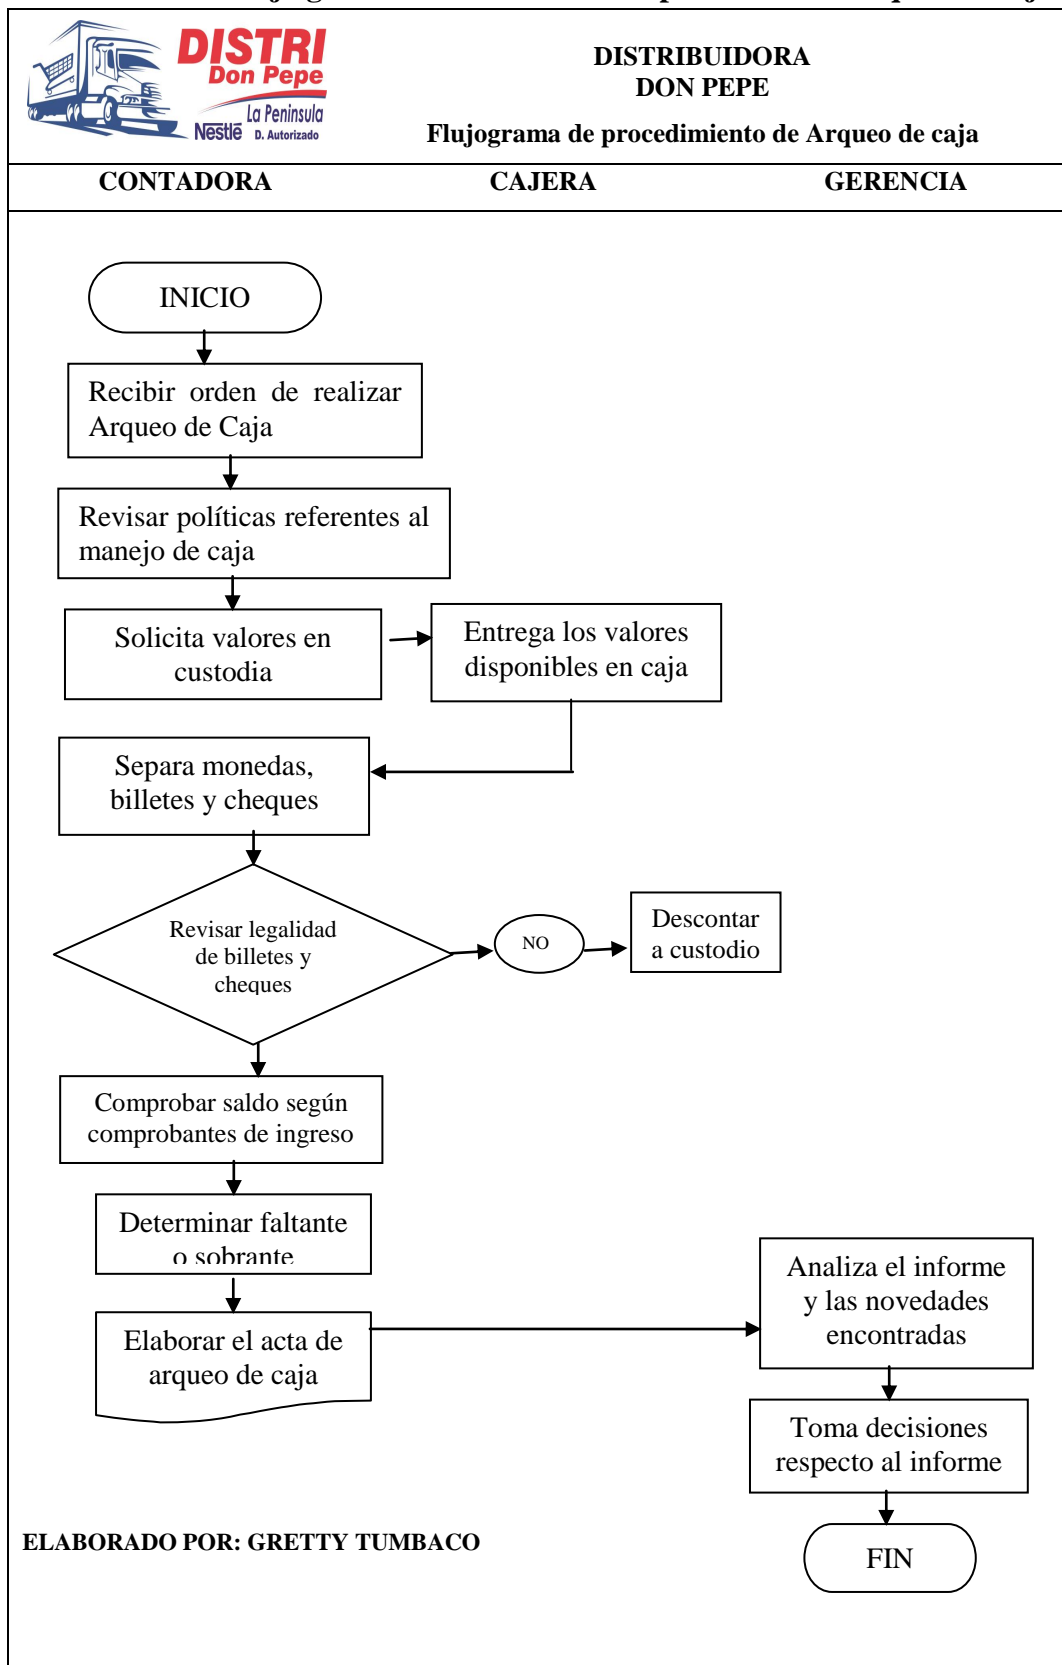 DISTRI
Don Pepe
La Peninsula
Nestlé D. Autorizado
DISTRIBUIDORA
DON PEPE
Flujograma de procedimiento de Arqueo de caja
CONTADORA CAJERA GERENCIA
INICIO
Recibir orden de realizar
Arqueo de Caja
Revisar políticas referentes al
manejo de caja
Solicita valores en
custodia
Entrega los valores
disponibles en caja
Separa monedas,
billetes y cheques
Revisar legalidad
de billetes y
cheques
NO
Descontar
a custodio
Comprobar saldo según
comprobantes de ingreso
Determinar faltante
o sobrante
Elaborar el acta de
arqueo de caja
Analiza el informe
y las novedades
encontradas
Toma decisiones
respecto al informe
FIN
ELABORADO POR: GRETTY TUMBACO